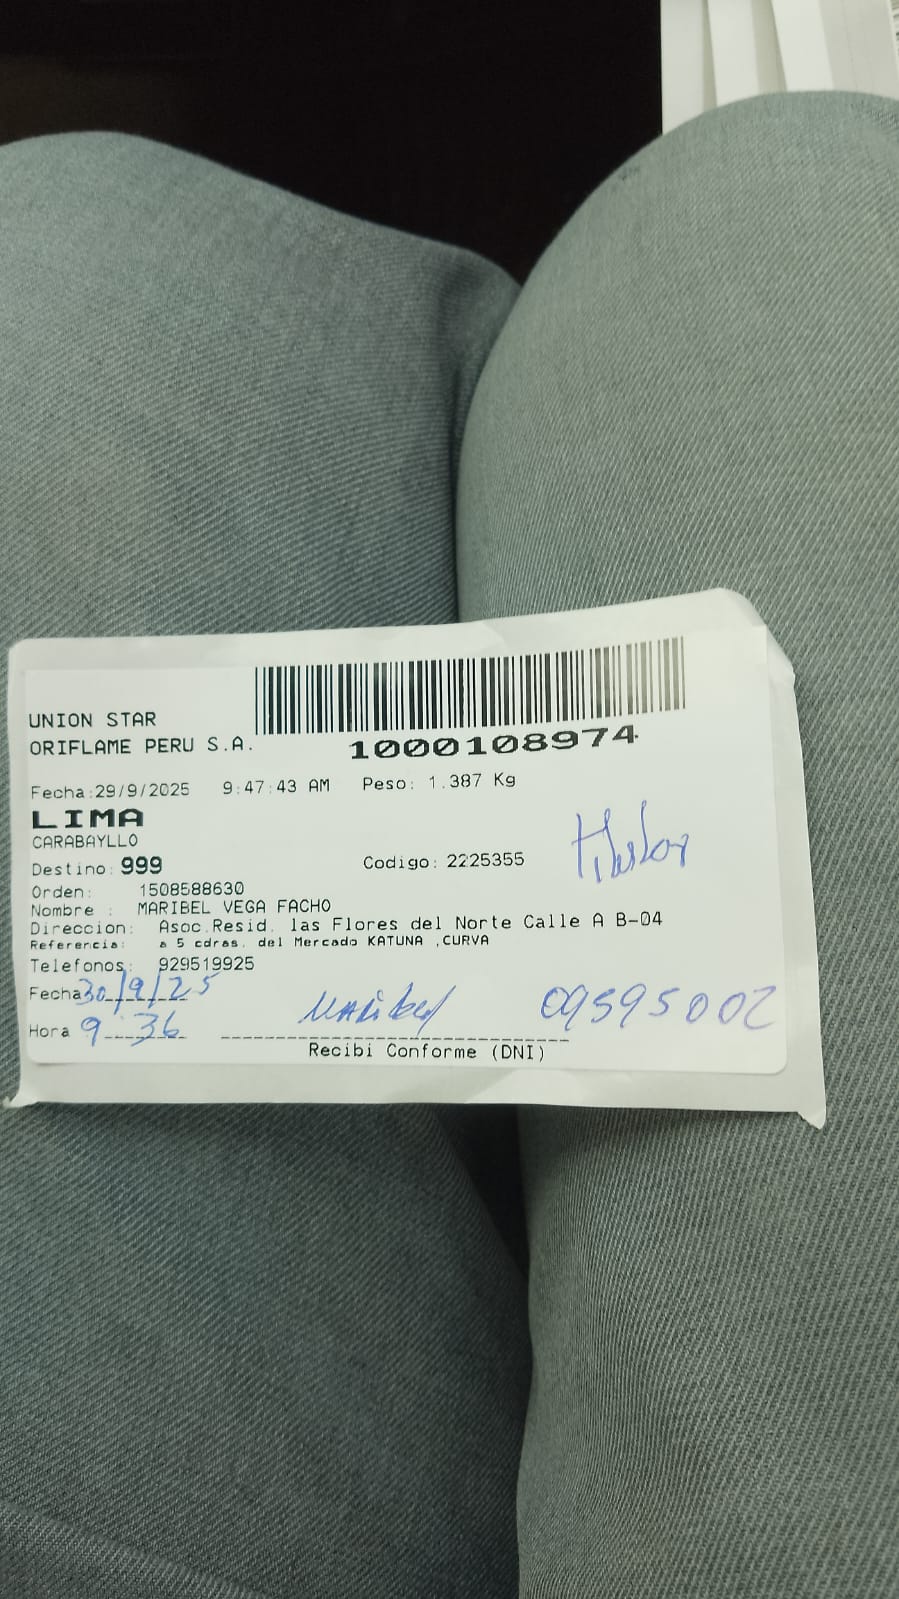 UNION STAR
ORIFLAME PERU S.A.
1000108974
Fecha:29/9/2025 9:47:43 AM Peso: 1.387 Kg
LIMA
CARABAYLLO
Destino: 999 Codigo: 2225355
Orden: 1508588630
Nombre : MARIBEL VEGA FACHO
Direccion: Asoc.Resid. las Flores del Norte Calle A B-04
Referencia: a 5 cdras. del Mercado KATUNA ,CURVA
Telefonos: 929519925
Fecha 30/9/25
Hora 9:36 Maribel 09595002
Recibi Conforme (DNI)